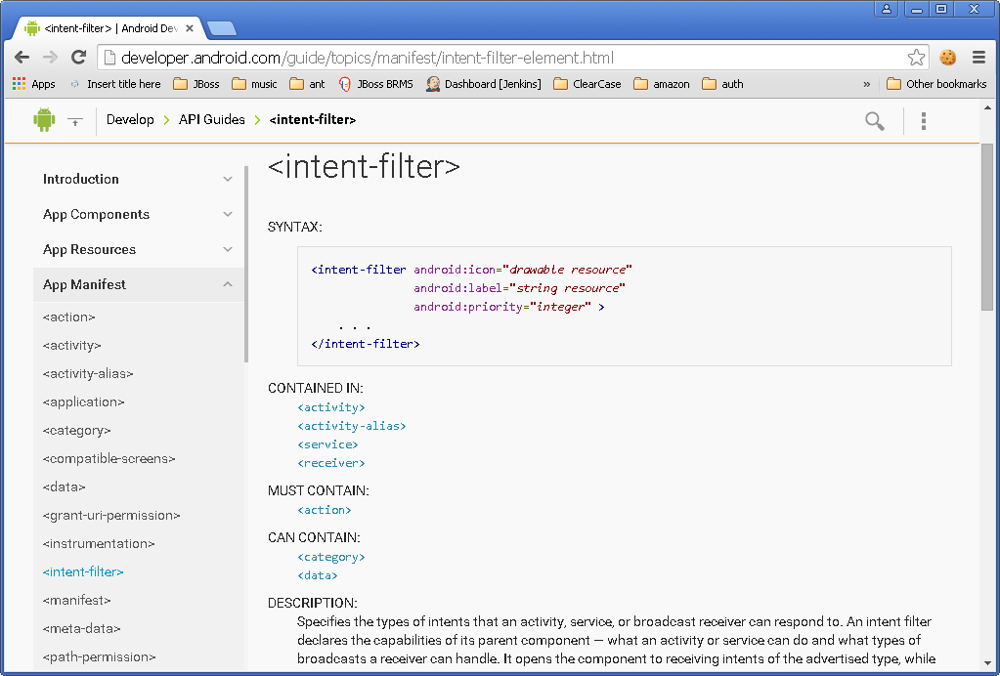 <intent-filter> | Android Dev
developer.android.com/guide/topics/manifest/intent-filter-element.html
Apps Insert title here JBoss music ant JBoss BRMS Dashboard [Jenkins] ClearCase amazon auth » Other bookmarks
Develop > API Guides > <intent-filter>
Introduction
App Components
App Resources
App Manifest
<action>
<activity>
<activity-alias>
<application>
<category>
<compatible-screens>
<data>
<grant-uri-permission>
<instrumentation>
<intent-filter>
<manifest>
<meta-data>
<path-permission>
<intent-filter>
SYNTAX:
<intent-filter android:icon="drawable resource"
android:label="string resource"
android:priority="integer" >
. . .
</intent-filter>
CONTAINED IN:
<activity>
<activity-alias>
<service>
<receiver>
MUST CONTAIN:
<action>
CAN CONTAIN:
<category>
<data>
DESCRIPTION:
Specifies the types of intents that an activity, service, or broadcast receiver can respond to. An intent filter
declares the capabilities of its parent component — what an activity or service can do and what types of
broadcasts a receiver can handle. It opens the component to receiving intents of the advertised type, while